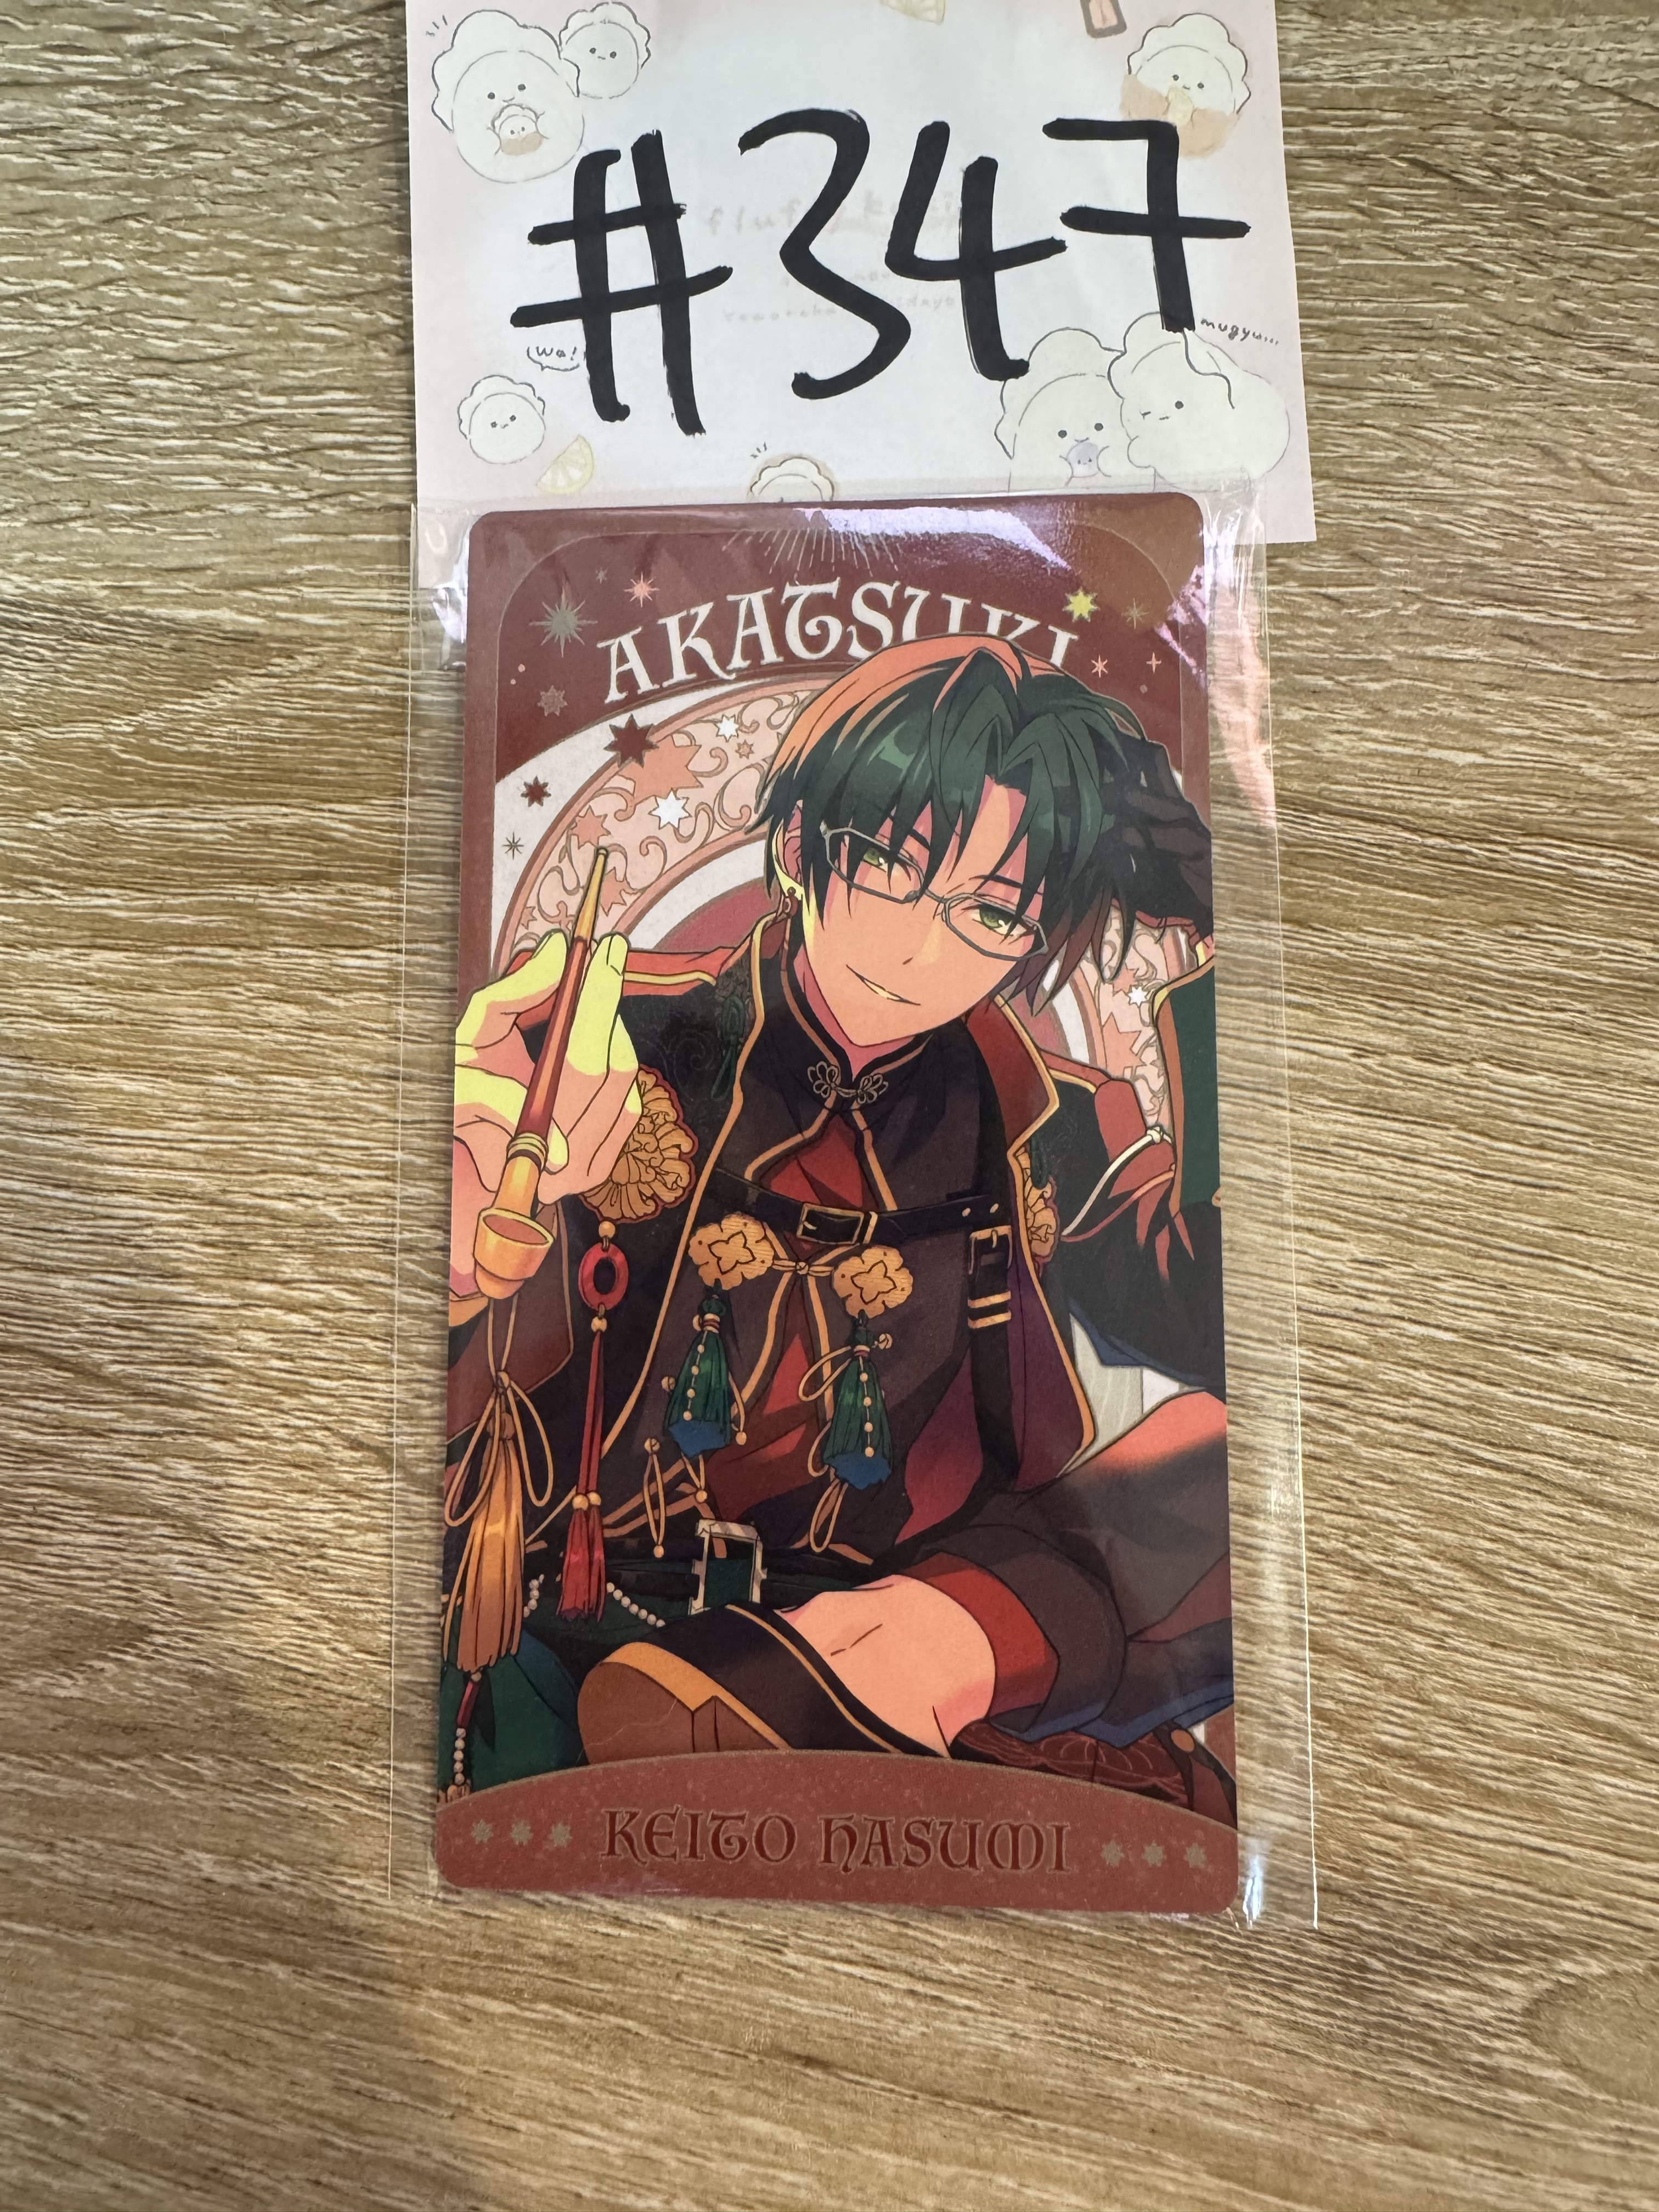 #347
(Wa!
mugyu...
AKATSUKI
KEITO HASUMI